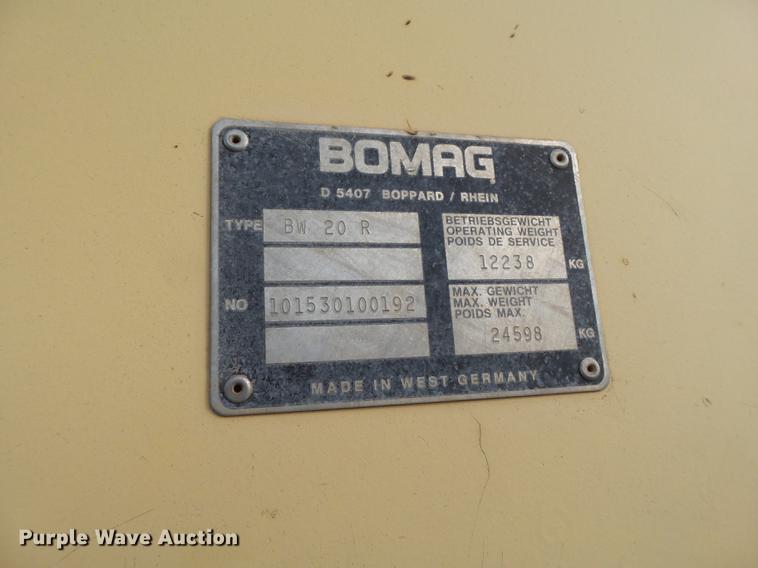 BOMAG
D 5407 BOPPARD / RHEIN
TYPE BW 20 R
NO 101530100192
BETRIEBSGEWICHT
OPERATING WEIGHT
POIDS DE SERVICE
12238 KG
MAX. GEWICHT
MAX. WEIGHT
POIDS MAX.
24598 KG
MADE IN WEST GERMANY
Purple Wave Auction